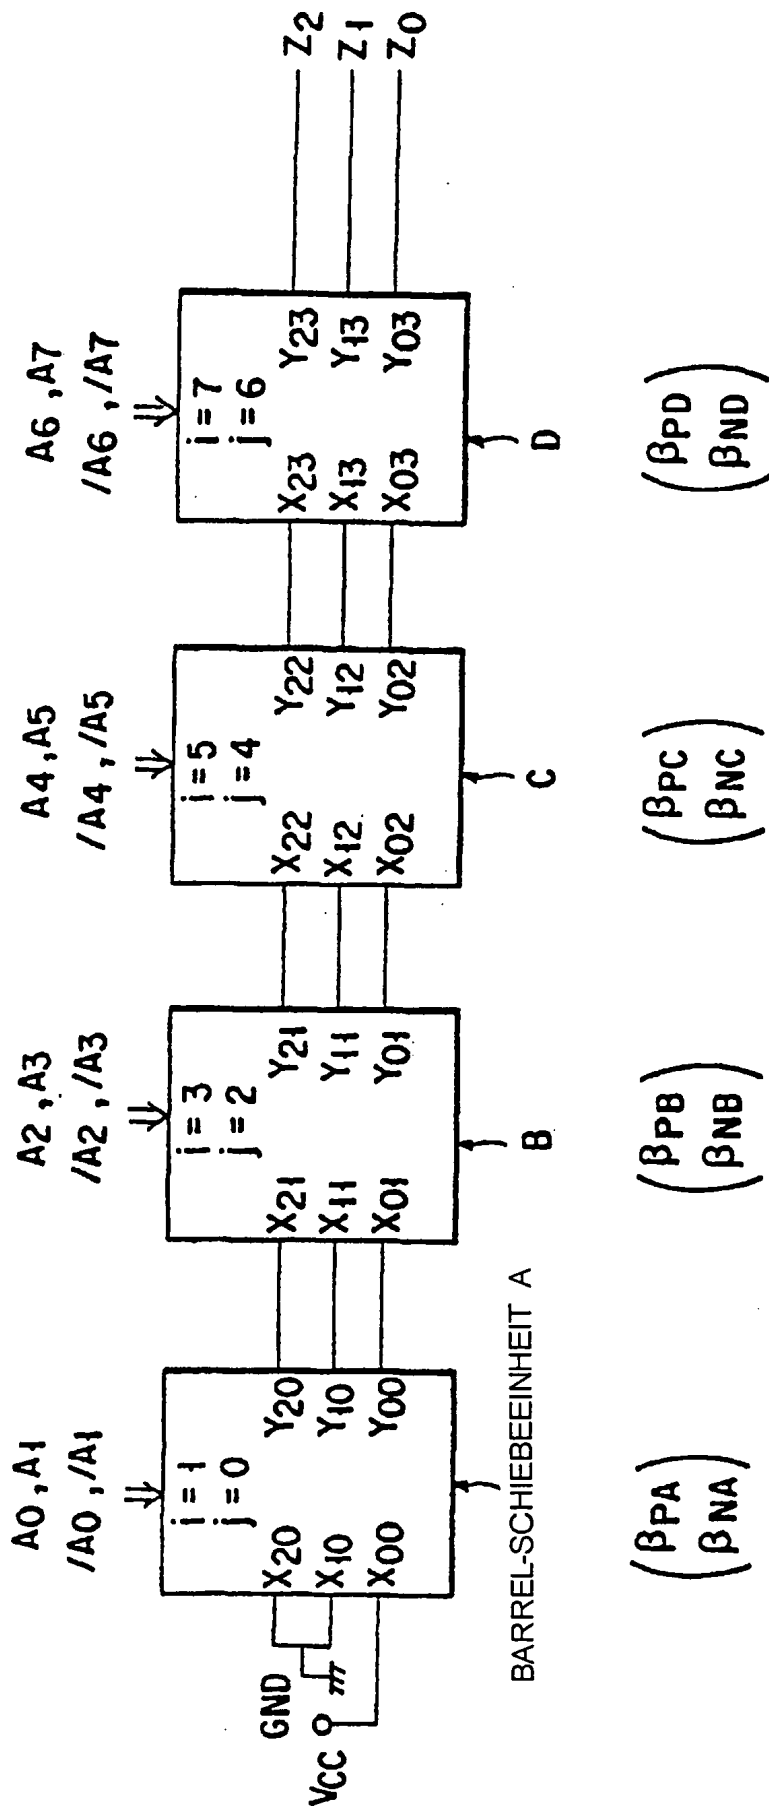 A0,A1
/A0,/A1
A2,A3
/A2,/A3
A4,A5
/A4,/A5
A6,A7
/A6,/A7
i=1
j=0
i=3
j=2
i=5
j=4
i=7
j=6
GND
VCC
X20 Y20
X10 Y10
X00 Y00
X21 Y21
X11 Y11
X01 Y01
X22 Y22
X12 Y12
X02 Y02
X23 Y23
X13 Y13
X03 Y03
Z2
Z1
Z0
BARREL-SCHIEBEEINHEIT A
B
C
D
(βPA
βNA)
(βPB
βNB)
(βPC
βNC)
(βPD
βND)